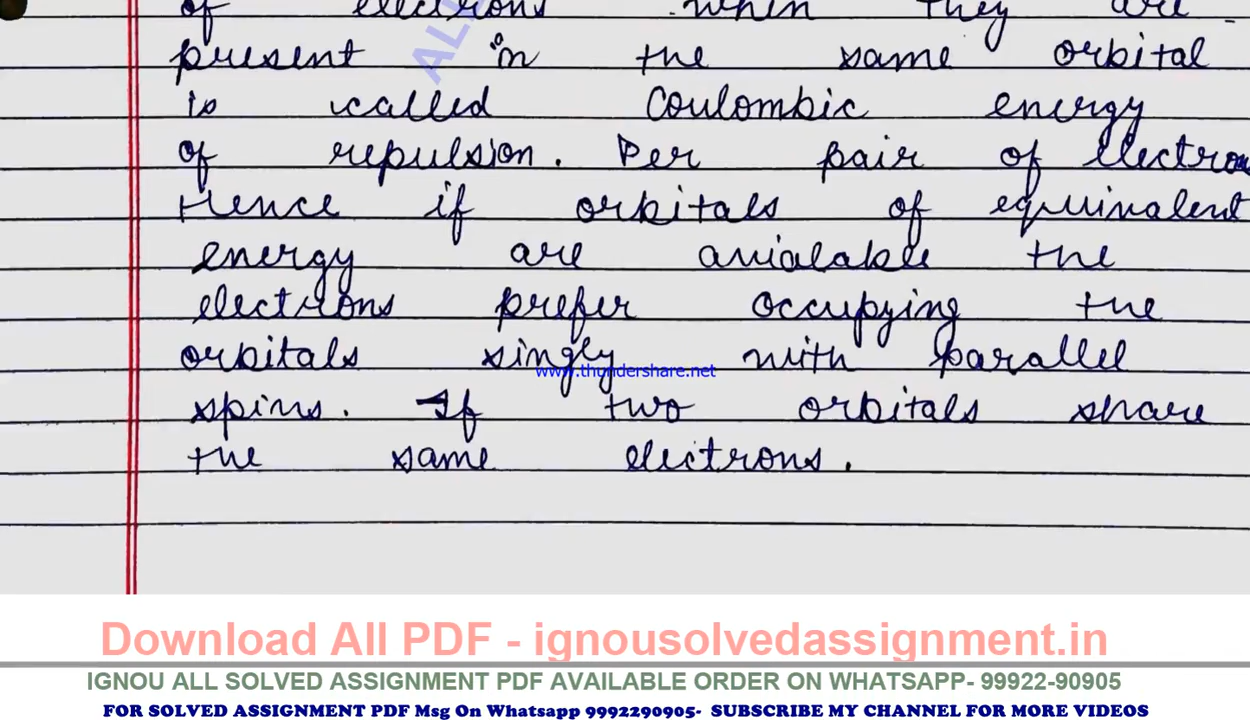 of electrons when they are
present in the same orbital
is called Coulombic energy
of repulsion. Per pair of electron
Hence if orbitals of equuinalent
energy are avialable the
electrons prefer occupying the
orbitals singly with parallel
www.thundershare.net
spins. If two orbitals share
the same electrons.
Download All PDF - ignousolvedassignment.in
IGNOU ALL SOLVED ASSIGNMENT PDF AVAILABLE ORDER ON WHATSAPP- 99922-90905
FOR SOLVED ASSIGNMENT PDF Msg On Whatsapp 9992290905- SUBSCRIBE MY CHANNEL FOR MORE VIDEOS